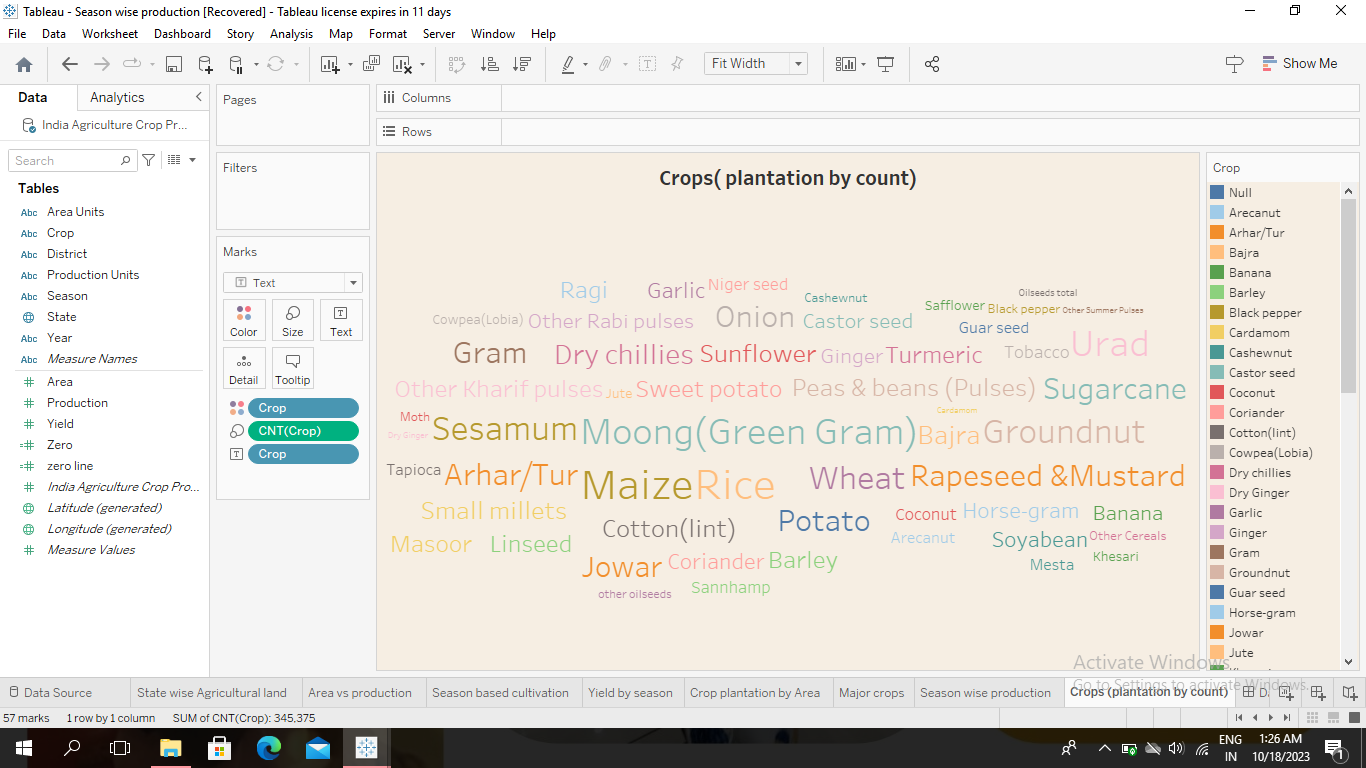 Tableau - Season wise production [Recovered] - Tableau license expires in 11 days
File Data Worksheet Dashboard Story Analysis Map Format Server Window Help
Fit Width
Show Me
Data Analytics
India Agriculture Crop Pr...
Search
Tables
Abc Area Units
Abc Crop
Abc District
Abc Production Units
Abc Season
State
Abc Year
Abc Measure Names
Area
Production
Yield
Zero
zero line
India Agriculture Crop Pro...
Latitude (generated)
Longitude (generated)
Measure Values
Pages
Filters
Marks
Text
Color Size Text
Detail Tooltip
Crop
CNT(Crop)
Crop
Columns
Rows
Crops( plantation by count)
Ragi Garlic Niger seed Cashewnut Oilseeds total
Cowpea(Lobia) Other Rabi pulses Onion Castor seed Safflower Black pepper Other Summer Pulses
Guar seed
Gram Dry chillies Sunflower Ginger Turmeric Tobacco Urad
Other Kharif pulses Jute Sweet potato Peas & beans (Pulses) Sugarcane
Moth Cardamom
Dry Ginger Sesamum Moong(Green Gram) Bajra Groundnut
Tapioca Arhar/Tur Maize Rice Wheat Rapeseed &Mustard
Small millets Cotton(lint) Potato Coconut Horse-gram Banana
Masoor Linseed Arecanut Soyabean Other Cereals
Jowar Coriander Barley Mesta Khesari
other oilseeds Sannhamp
Crop
Null
Arecanut
Arhar/Tur
Bajra
Banana
Barley
Black pepper
Cardamom
Cashewnut
Castor seed
Coconut
Coriander
Cotton(lint)
Cowpea(Lobia)
Dry chillies
Dry Ginger
Garlic
Ginger
Gram
Groundnut
Guar seed
Horse-gram
Jowar
Jute
Activate Windows
Go to Settings to activate Windows.
Data Source State wise Agricultural land Area vs production Season based cultivation Yield by season Crop plantation by Area Major crops Season wise production Crops (plantation by count) D.
57 marks 1 row by 1 column SUM of CNT(Crop): 345,375
ENG 1:26 AM
IN 10/18/2023
1